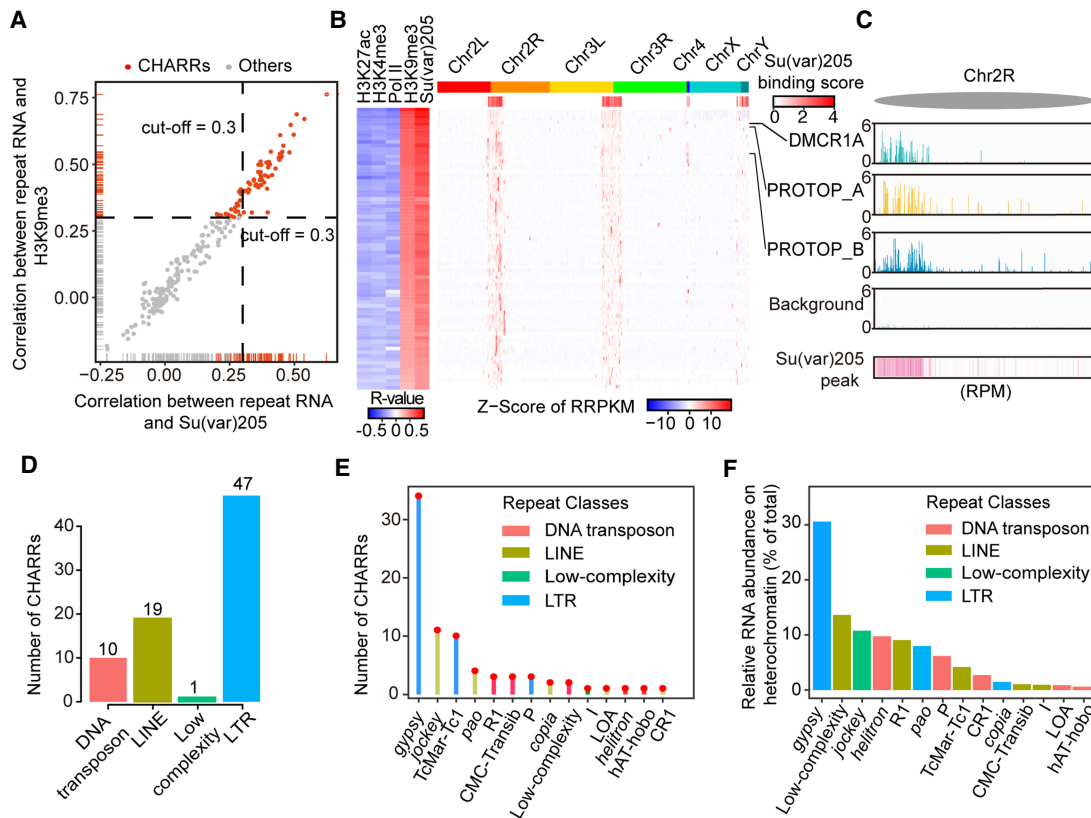 A
CHARRs
Others
Correlation between repeat RNA and
H3K9me3
0.75
0.50
0.25
0.00
cut-off = 0.3
cut-off = 0.3
−0.25
0.00
0.25
0.50
Correlation between repeat RNA
and Su(var)205
B
H3K27ac
H3K4me3
Pol II
H3K9me3
Su(var)205
Chr2L
Chr2R
Chr3L
Chr3R
Chr4
ChrX
ChrY
Su(var)205
binding score
0 2 4
R-value
-0.5 0 0.5
Z-Score of RRPKM
−10 0 10
C
Chr2R
DMCR1A
6
0
PROTOP_A
6
0
PROTOP_B
6
0
Background
6
0
Su(var)205
peak
(RPM)
D
Number of CHARRs
40
30
20
10
0
10
19
1
47
DNA
transposon
LINE
Low
complexity
LTR
E
Number of CHARRs
30
20
10
0
Repeat Classes
DNA transposon
LINE
Low-complexity
LTR
gypsy
jockey
TcMar-Tc1
pao
R1
CMC-Transib
P
copia
Low-complexity
I
LOA
helitron
hAT-hobo
CR1
F
Relative RNA abundance on
heterochromatin (% of total)
30
20
10
0
Repeat Classes
DNA transposon
LINE
Low-complexity
LTR
gypsy
Low-complexity
jockey
helitron
R1
pao
P
TcMar-Tc1
CR1
copia
CMC-Transib
I
LOA
hAT-hobo